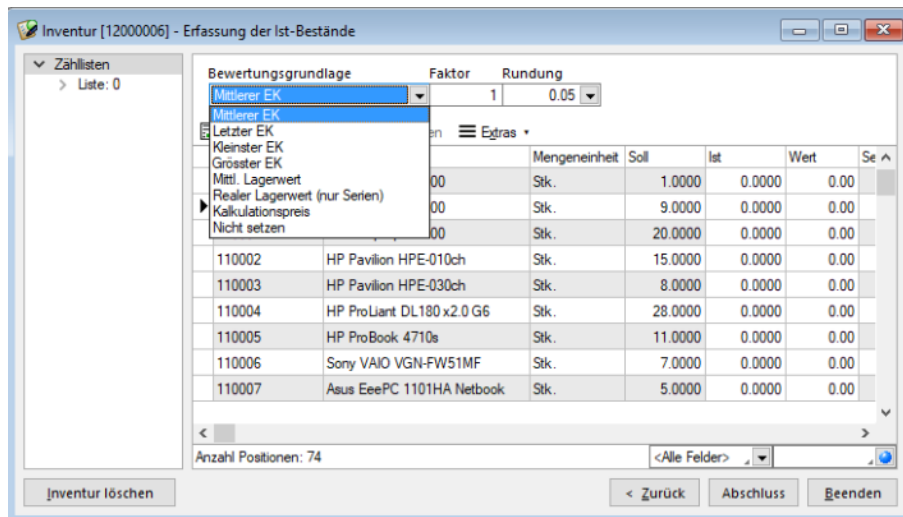 Inventur [12000006] - Erfassung der Ist-Bestände
Zähllisten
Liste: 0
Bewertungsgrundlage Faktor Rundung
Mittlerer EK 1 0.05
Mittlerer EK
Letzter EK
Kleinster EK
Grösster EK
Mittl. Lagerwert
Realer Lagerwert (nur Serien)
Kalkulationspreis
Nicht setzen
en Extras
Mengeneinheit Soll Ist Wert Se
00 Stk. 1.0000 0.0000 0.00
00 Stk. 9.0000 0.0000 0.00
00 Stk. 20.0000 0.0000 0.00
110002 HP Pavilion HPE-010ch Stk. 15.0000 0.0000 0.00
110003 HP Pavilion HPE-030ch Stk. 8.0000 0.0000 0.00
110004 HP ProLiant DL180 x2.0 G6 Stk. 28.0000 0.0000 0.00
110005 HP ProBook 4710s Stk. 11.0000 0.0000 0.00
110006 Sony VAIO VGN-FW51MF Stk. 7.0000 0.0000 0.00
110007 Asus EeePC 1101HA Netbook Stk. 5.0000 0.0000 0.00
Anzahl Positionen: 74 <Alle Felder>
Inventur löschen < Zurück Abschluss Beenden